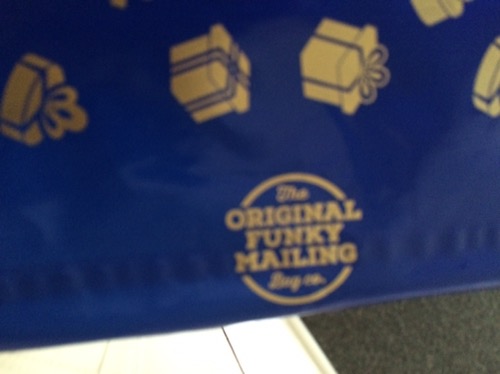 The
ORIGINAL
FUNKY
MAILING
Bag co.